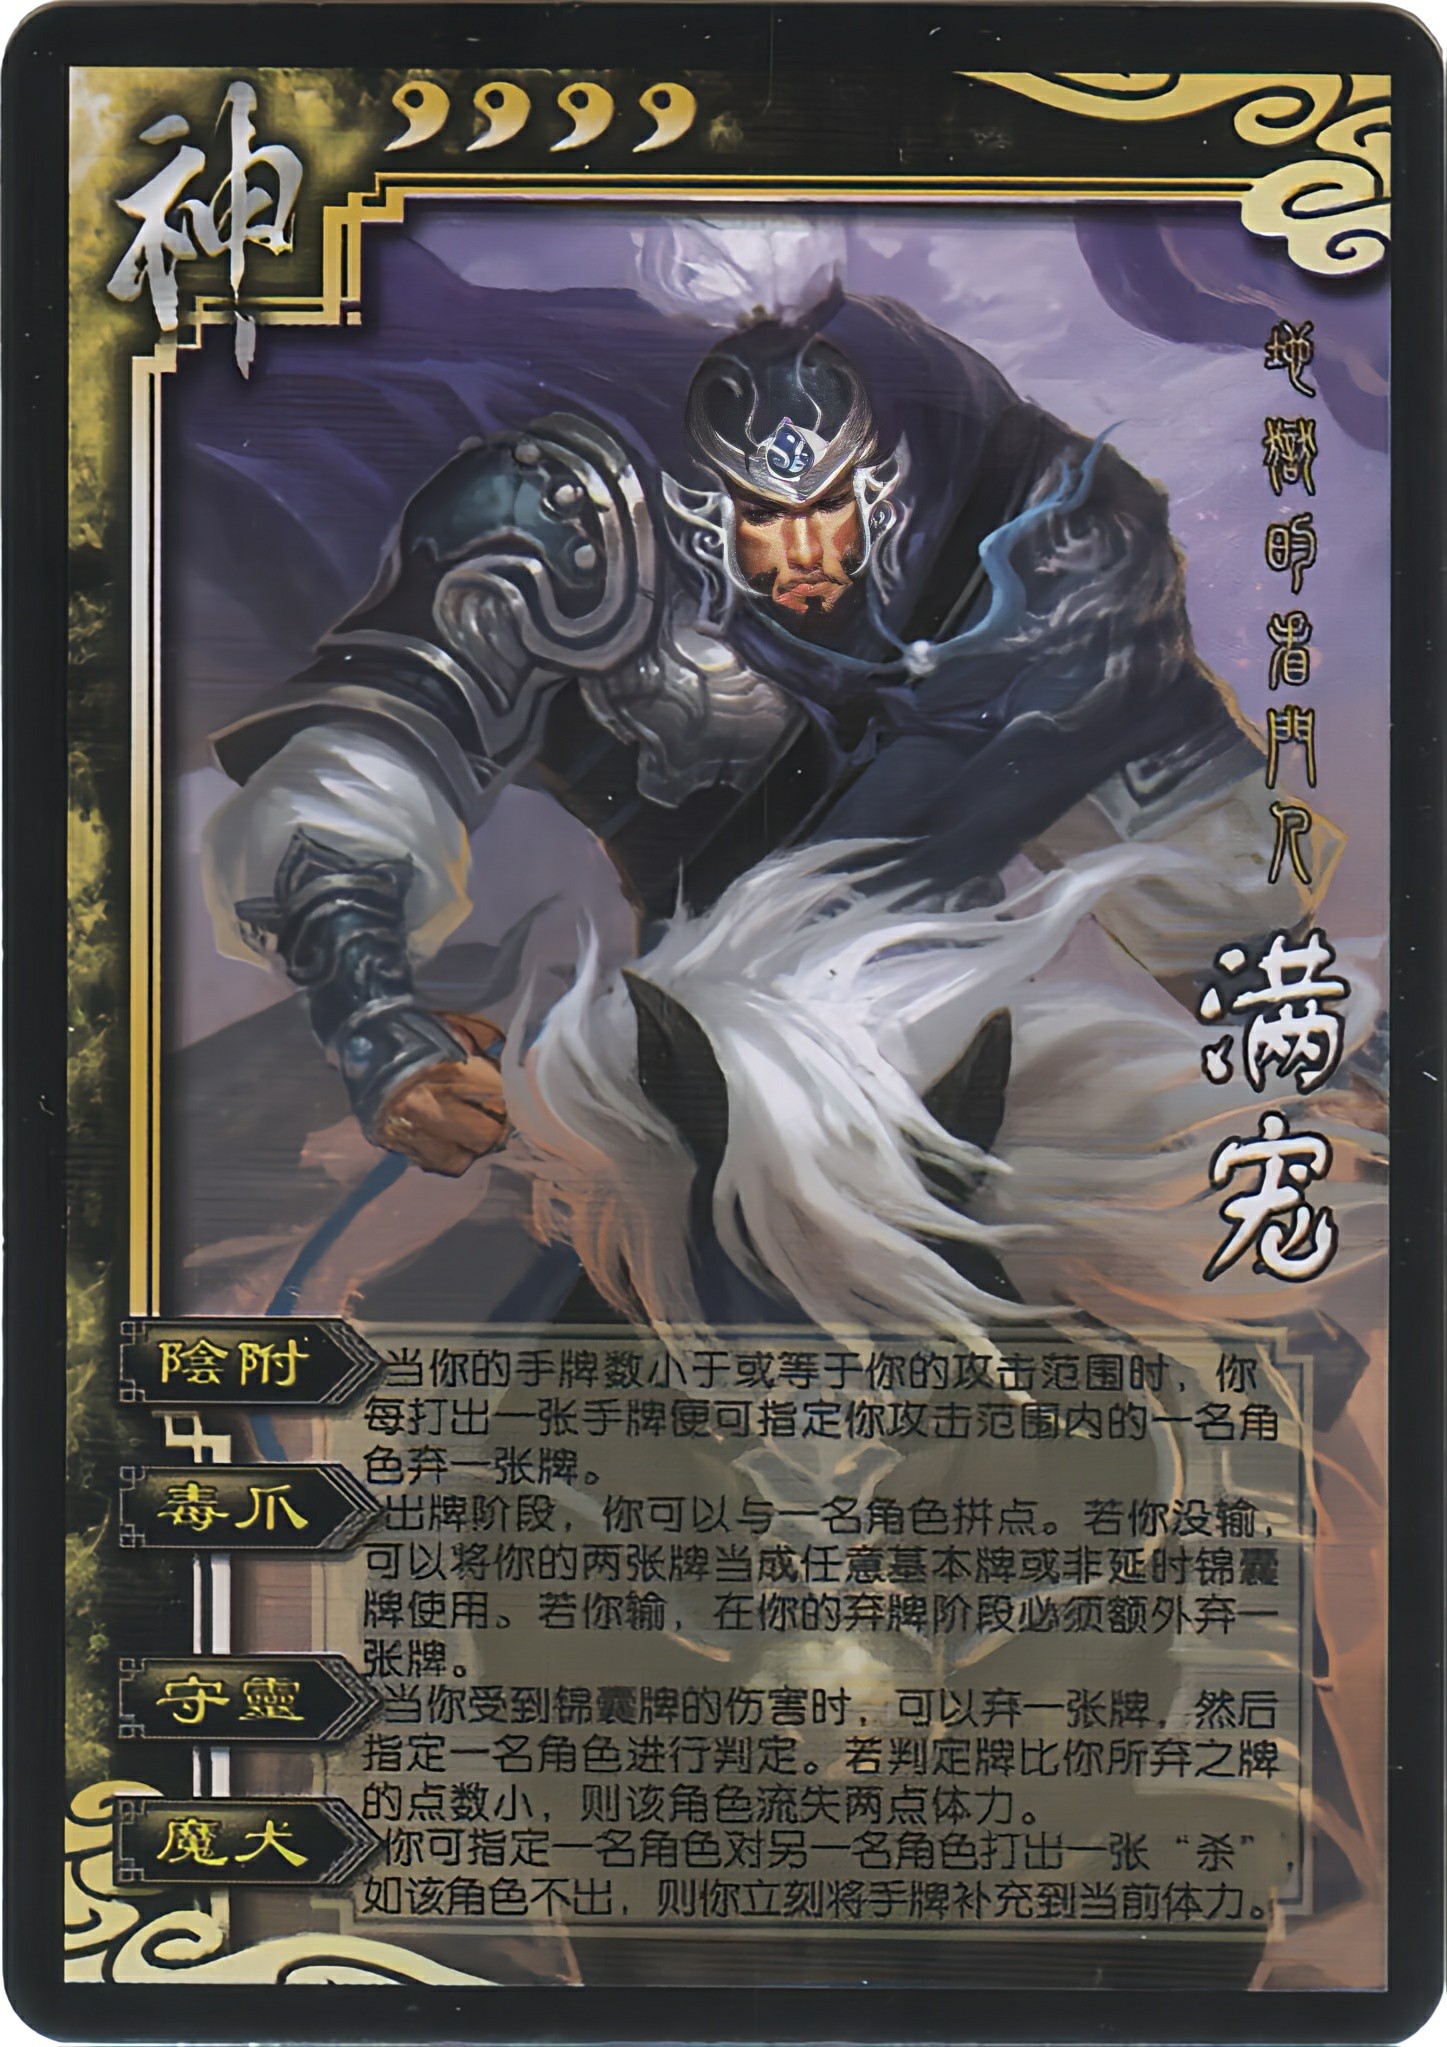 神
地獄的看門人
满宠
陰附
当你的手牌数小于或等于你的攻击范围时，你
每打出一张手牌便可指定你攻击范围内的一名角
色弃一张牌。
毒爪
出牌阶段，你可以与一名角色拼点。若你没输，
可以将你的两张牌当成任意基本牌或非延时锦囊
牌使用。若你输，在你的弃牌阶段必须额外弃一
张牌。
守靈
当你受到锦囊牌的伤害时，可以弃一张牌，然后
指定一名角色进行判定。若判定牌比你所弃之牌
的点数小，则该角色流失两点体力。
魔犬
你可指定一名角色对另一名角色打出一张“杀”，
如该角色不出，则你立刻将手牌补充到当前体力。